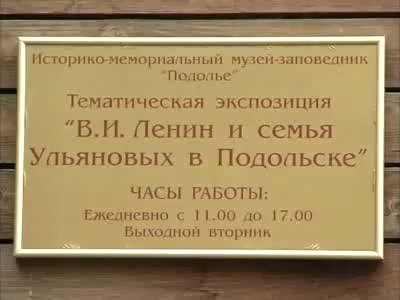 Историко-мемориальный музей-заповедник
"Подолье"
Тематическая экспозиция
"В.И. Ленин и семья
Ульяновых в Подольске"
ЧАСЫ РАБОТЫ:
Ежедневно с 11.00 до 17.00
Выходной вторник